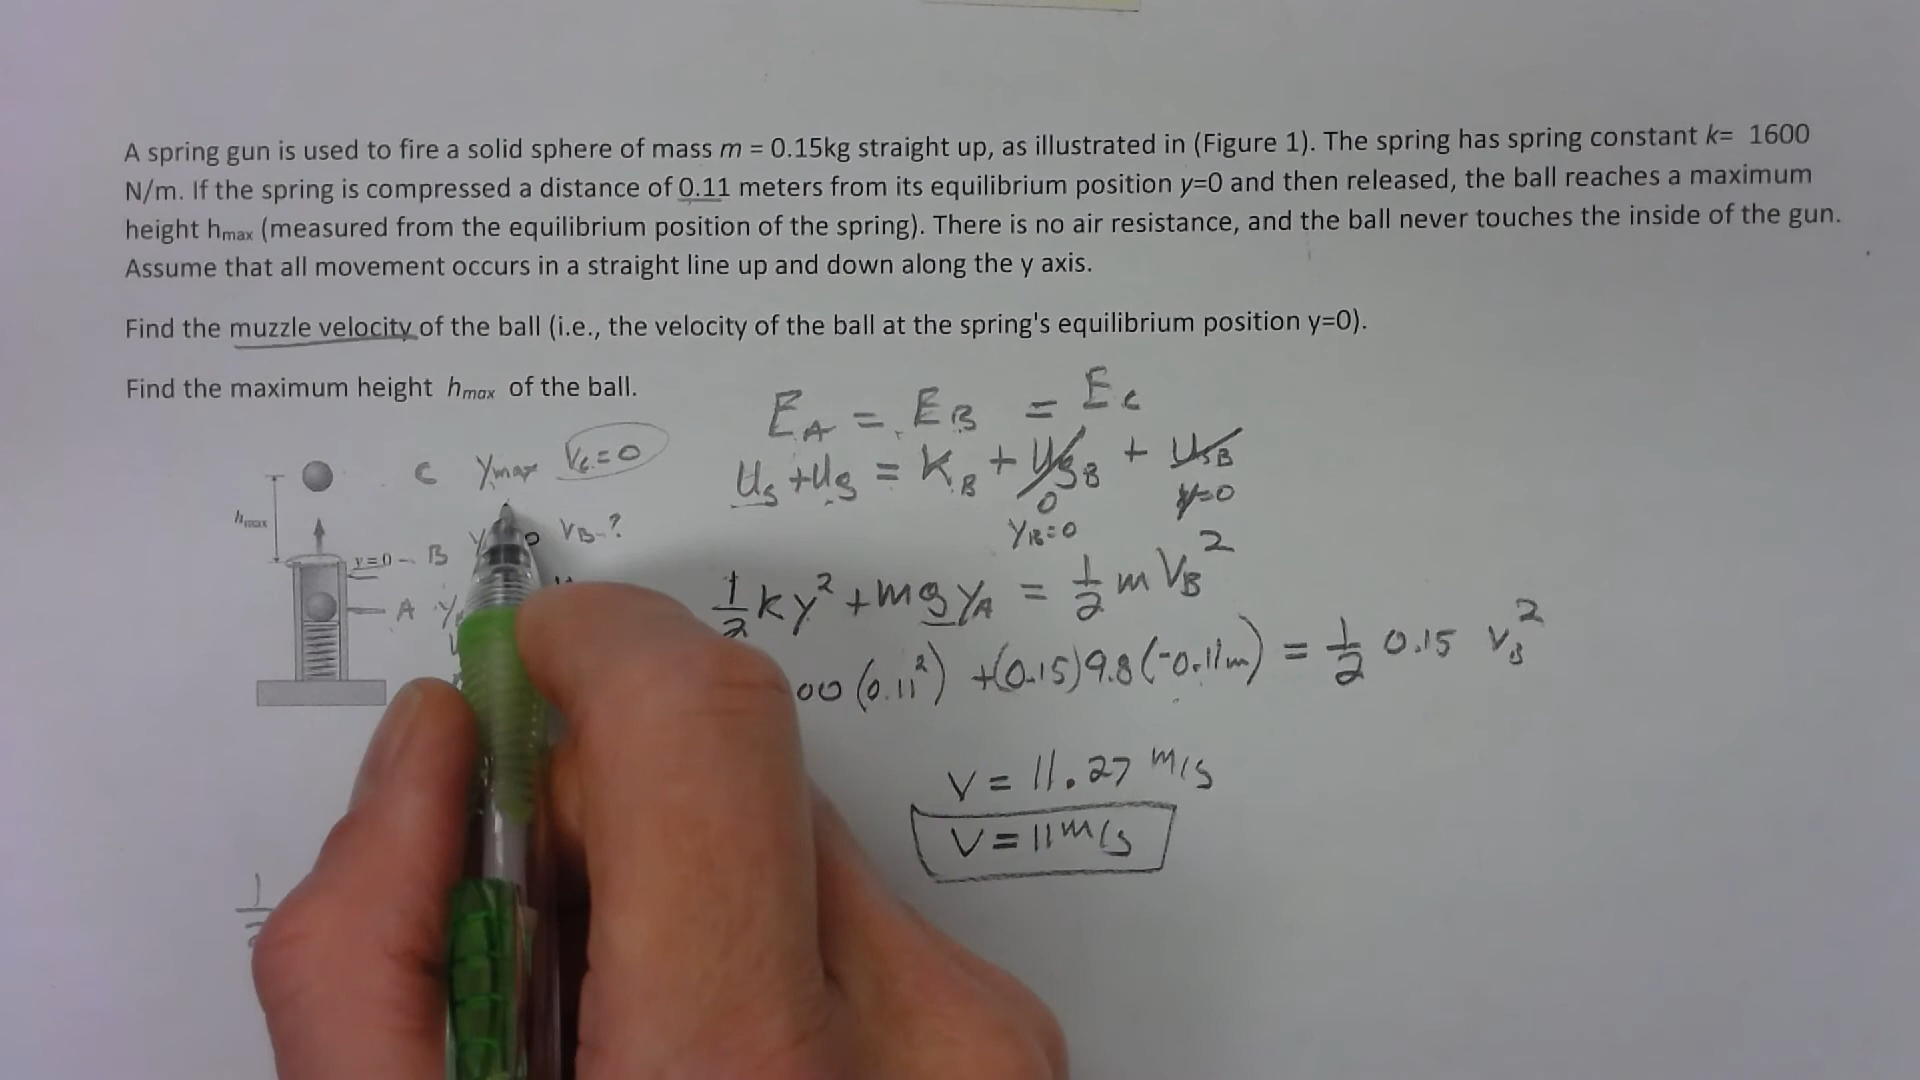 A spring gun is used to fire a solid sphere of mass m = 0.15kg straight up, as illustrated in (Figure 1). The spring has spring constant k= 1600
N/m. If the spring is compressed a distance of 0.11 meters from its equilibrium position y=0 and then released, the ball reaches a maximum
height hmax (measured from the equilibrium position of the spring). There is no air resistance, and the ball never touches the inside of the gun.
Assume that all movement occurs in a straight line up and down along the y axis.
Find the muzzle velocity of the ball (i.e., the velocity of the ball at the spring's equilibrium position y=0).
Find the maximum height hmax of the ball.
EA = EB = Ec
Us + Ug = KB + UgB + UsB
0 y=0
yB=0
C ymax Vc=0
hmax
y=0 B VB-?
A
1/2 ky² + mgyA = 1/2 m VB²
00 (0.11²) + (0.15) 9.8 (-0.11m) = 1/2 0.15 VB²
V = 11.27 m/s
V = 11 m/s